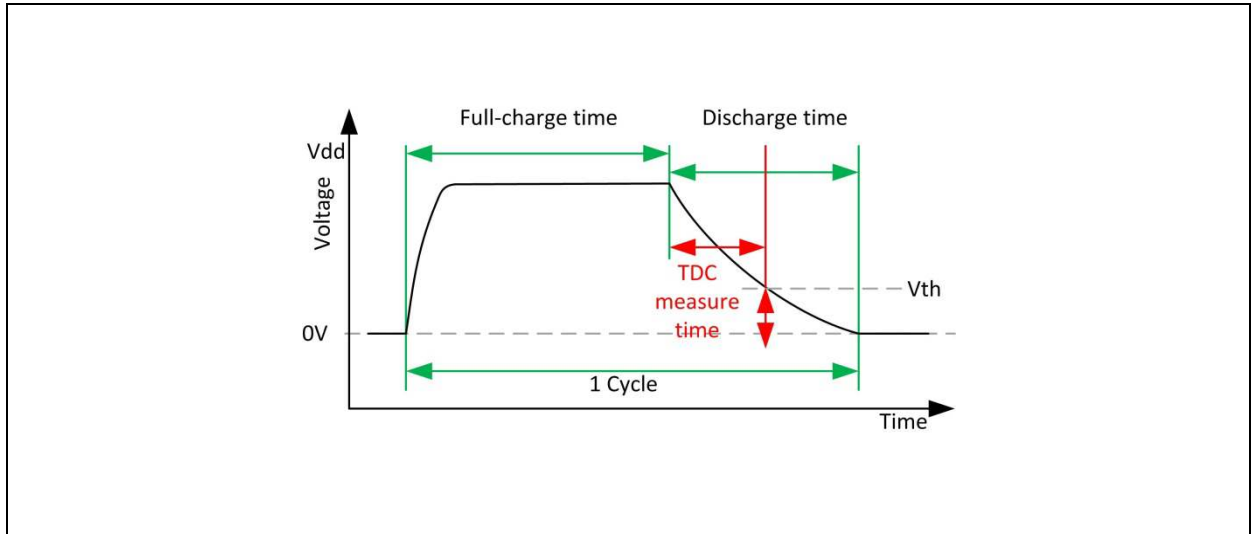 Full-charge time
Discharge time
Vdd
Voltage
TDC
measure
time
Vth
0V
1 Cycle
Time